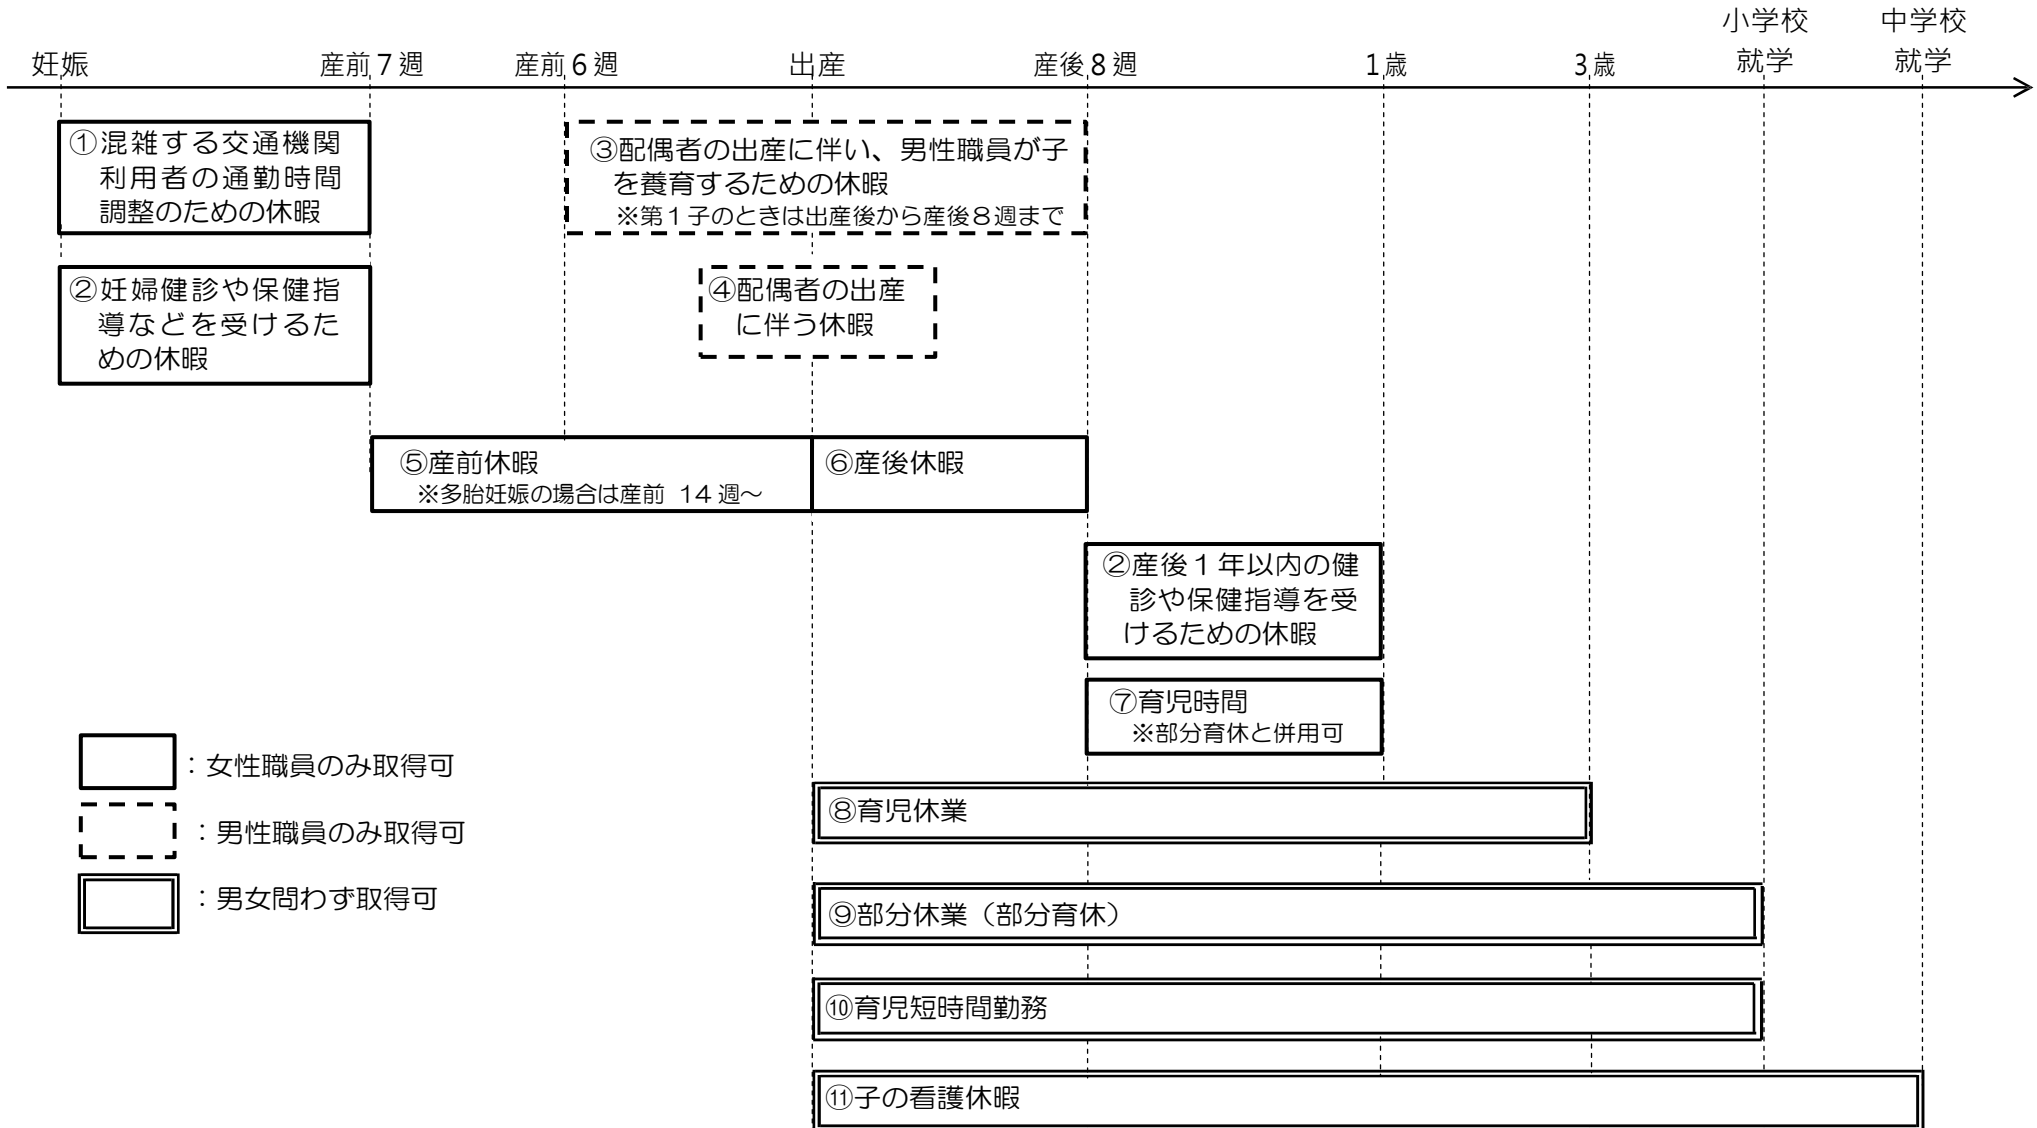 小学校 中学校
妊娠 産前7週 産前6週 出産 産後8週 1歳 3歳 就学 就学
①混雑する交通機関
利用者の通勤時間
調整のための休暇
③配偶者の出産に伴い、男性職員が子
を養育するための休暇
※第1子のときは出産後から産後8週まで
②妊婦健診や保健指
導などを受けるた
めの休暇
④配偶者の出産
に伴う休暇
⑤産前休暇
※多胎妊娠の場合は産前 14週～
⑥産後休暇
②産後1年以内の健
診や保健指導を受
けるための休暇
⑦育児時間
※部分育休と併用可
:女性職員のみ取得可
:男性職員のみ取得可
:男女問わず取得可
⑧育児休業
⑨部分休業（部分育休）
⑩育児短時間勤務
⑪子の看護休暇